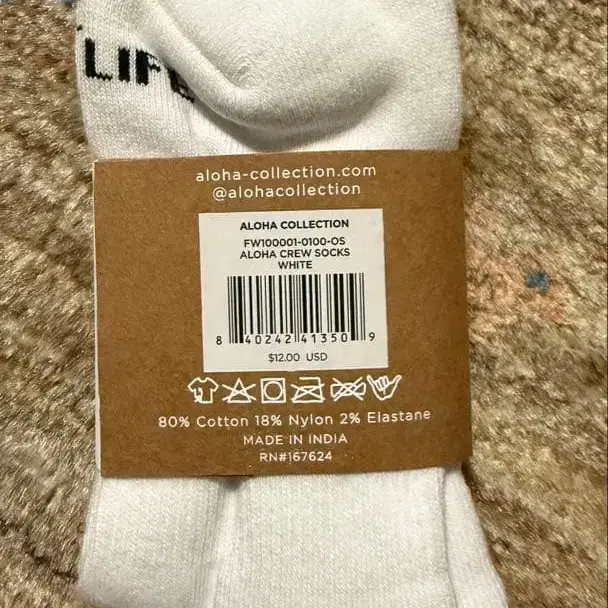 LIFE
aloha-collection.com
@alohacollection
ALOHA COLLECTION
FW100001-0100-OS
ALOHA CREW SOCKS
WHITE
8 40242 41350 9
$12.00 USD
80% Cotton 18% Nylon 2% Elastane
MADE IN INDIA
RN#167624